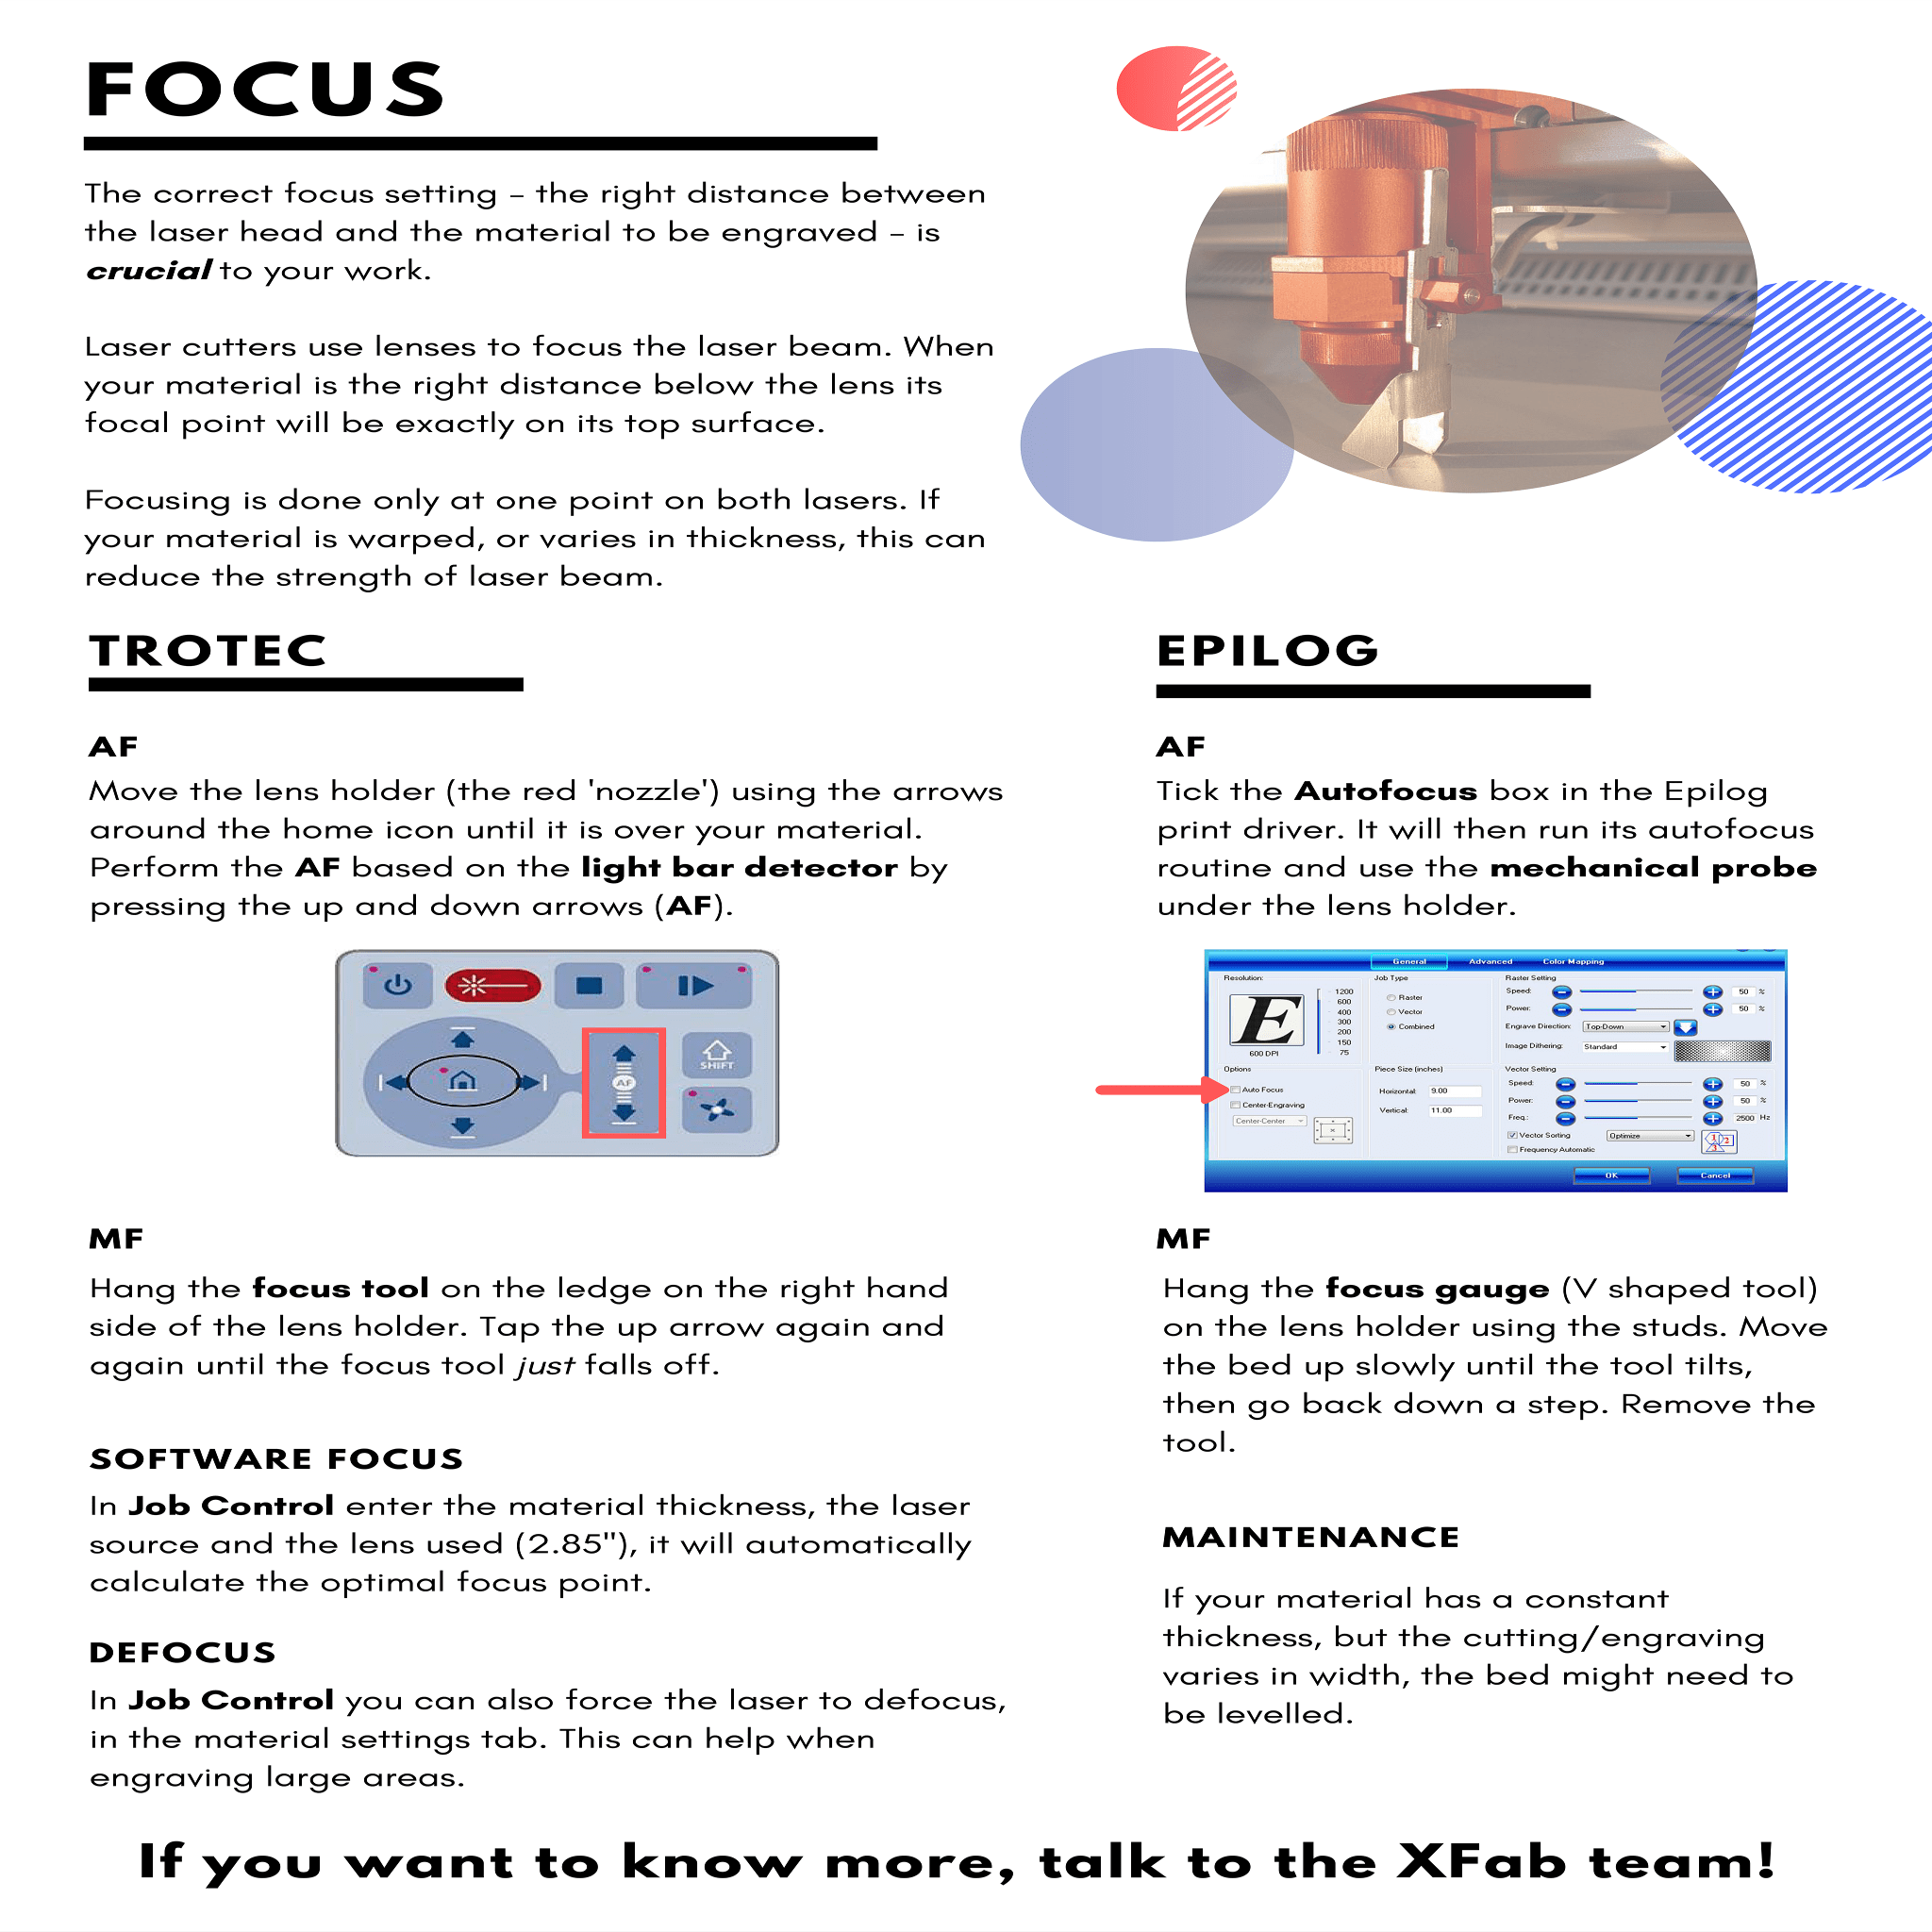 FOCUS
The correct focus setting – the right distance between
the laser head and the material to be engraved – is
crucial to your work.
Laser cutters use lenses to focus the laser beam. When
your material is the right distance below the lens its
focal point will be exactly on its top surface.
Focusing is done only at one point on both lasers. If
your material is warped, or varies in thickness, this can
reduce the strength of laser beam.
TROTEC
AF
Move the lens holder (the red 'nozzle') using the arrows
around the home icon until it is over your material.
Perform the AF based on the light bar detector by
pressing the up and down arrows (AF).
AF
SHIFT
MF
Hang the focus tool on the ledge on the right hand
side of the lens holder. Tap the up arrow again and
again until the focus tool just falls off.
SOFTWARE FOCUS
In Job Control enter the material thickness, the laser
source and the lens used (2.85"), it will automatically
calculate the optimal focus point.
DEFOCUS
In Job Control you can also force the laser to defocus,
in the material settings tab. This can help when
engraving large areas.
EPILOG
AF
Tick the Autofocus box in the Epilog
print driver. It will then run its autofocus
routine and use the mechanical probe
under the lens holder.
General Advanced Color Mapping
Resolution:
E
600 DPI
1200
600
400
300
200
150
75
Job Type
Raster
Vector
Combined
Raster Setting
Speed: 50 %
Power: 50 %
Engrave Direction: Top-Down
Image Dithering: Standard
Options
Auto Focus
Center-Engraving
Center-Center
Piece Size (inches)
Horizontal: 9.00
Vertical: 11.00
Vector Setting
Speed: 50 %
Power: 50 %
Freq.: 2500 Hz
Vector Sorting Optimize
Frequency Automatic
1 2
3
OK Cancel
MF
Hang the focus gauge (V shaped tool)
on the lens holder using the studs. Move
the bed up slowly until the tool tilts,
then go back down a step. Remove the
tool.
MAINTENANCE
If your material has a constant
thickness, but the cutting/engraving
varies in width, the bed might need to
be levelled.
If you want to know more, talk to the XFab team!